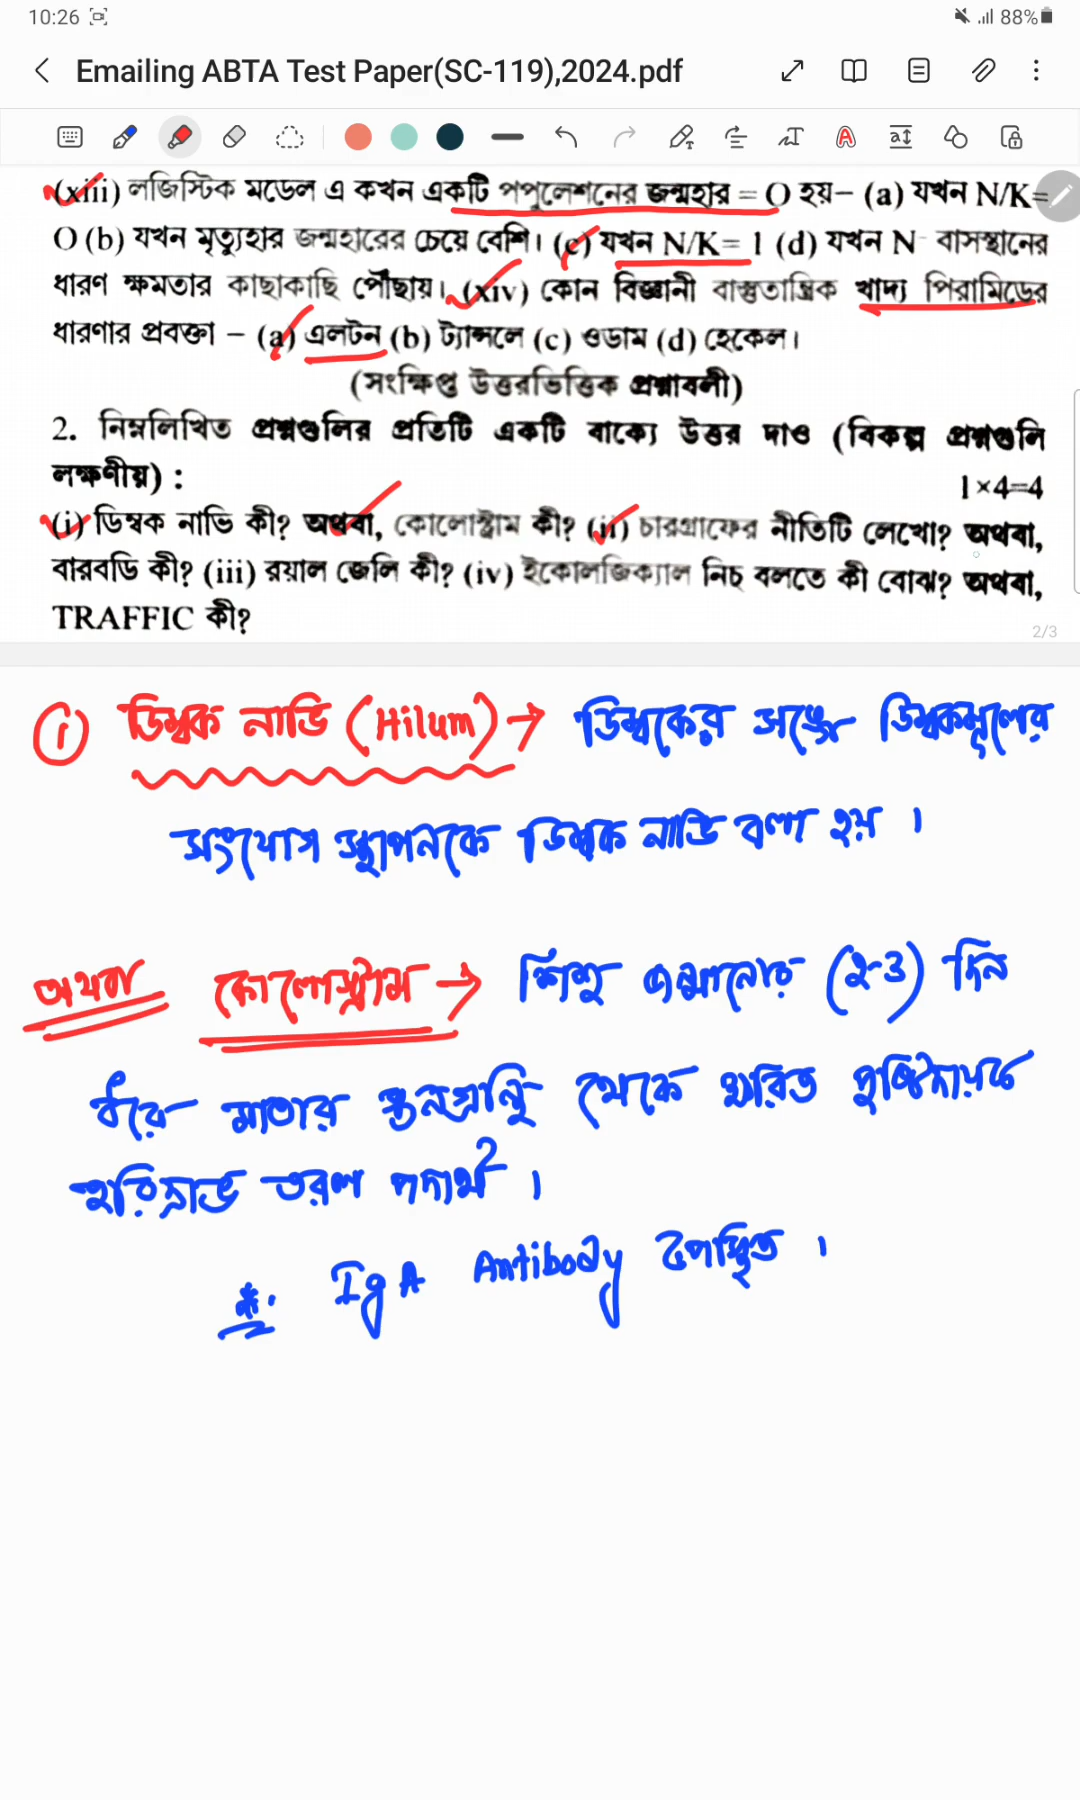 10:26
88%
Emailing ABTA Test Paper(SC-119),2024.pdf
(xiii) লজিস্টিক মডেল এ কখন একটি পপুলেশনের জন্মহার = O হয়– (a) যখন N/K=
O (b) যখন মৃত্যুহার জন্মহারের চেয়ে বেশি। (c) যখন N/K= 1 (d) যখন N বাসস্থানের
ধারণ ক্ষমতার কাছাকাছি পৌঁছায়। (xiv) কোন বিজ্ঞানী বাস্তুতান্ত্রিক খাদ্য পিরামিডের
ধারণার প্রবক্তা – (a) এলটন (b) ট্যান্সলে (c) ওডাম (d) হেকেল।
(সংক্ষিপ্ত উত্তরভিত্তিক প্রশ্নাবলী)
2. নিম্নলিখিত প্রশ্নগুলির প্রতিটি একটি বাক্যে উত্তর দাও (বিকল্প প্রশ্নগুলি
লক্ষণীয়) : 1×4=4
(i) ডিম্বক নাভি কী? অথবা, কোলোস্ট্রাম কী? (ii) চারগ্রাফের নীতিটি লেখো? অথবা,
বারবডি কী? (iii) রয়াল জেলি কী? (iv) ইকোলজিক্যাল নিচ বলতে কী বোঝ? অথবা,
TRAFFIC কী?
2/3
(i) ডিম্বক নাভি (Hilum) → ডিম্বকের সঙ্গে ডিম্বকমূলের
সংযোগ স্থাপনকে ডিম্বক নাভি বলা হয় ।
অথবা কোলোস্ট্রাম → শিশু জন্মানোর (২-3) দিন
ধরে মাতার স্তনগ্রন্থি থেকে ক্ষরিত পুষ্টিদায়ক
হরিদ্রাভ তরল পদার্থ ।
*. IgA Antibody উপস্থিত ।